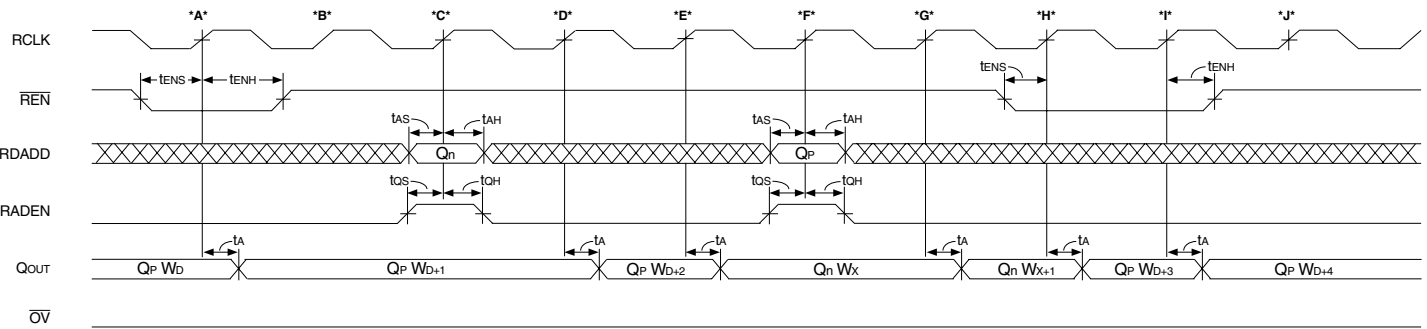 *A* *B* *C* *D* *E* *F* *G* *H* *I* *J*
RCLK
tENS tENH tENS tENH
REN
tAS tAH tAS tAH
RDADD Qn QP
tQS tQH tQS tQH
RADEN
tA tA tA tA tA tA
QOUT QP WD QP WD+1 QP WD+2 Qn WX Qn WX+1 QP WD+3 QP WD+4
OV